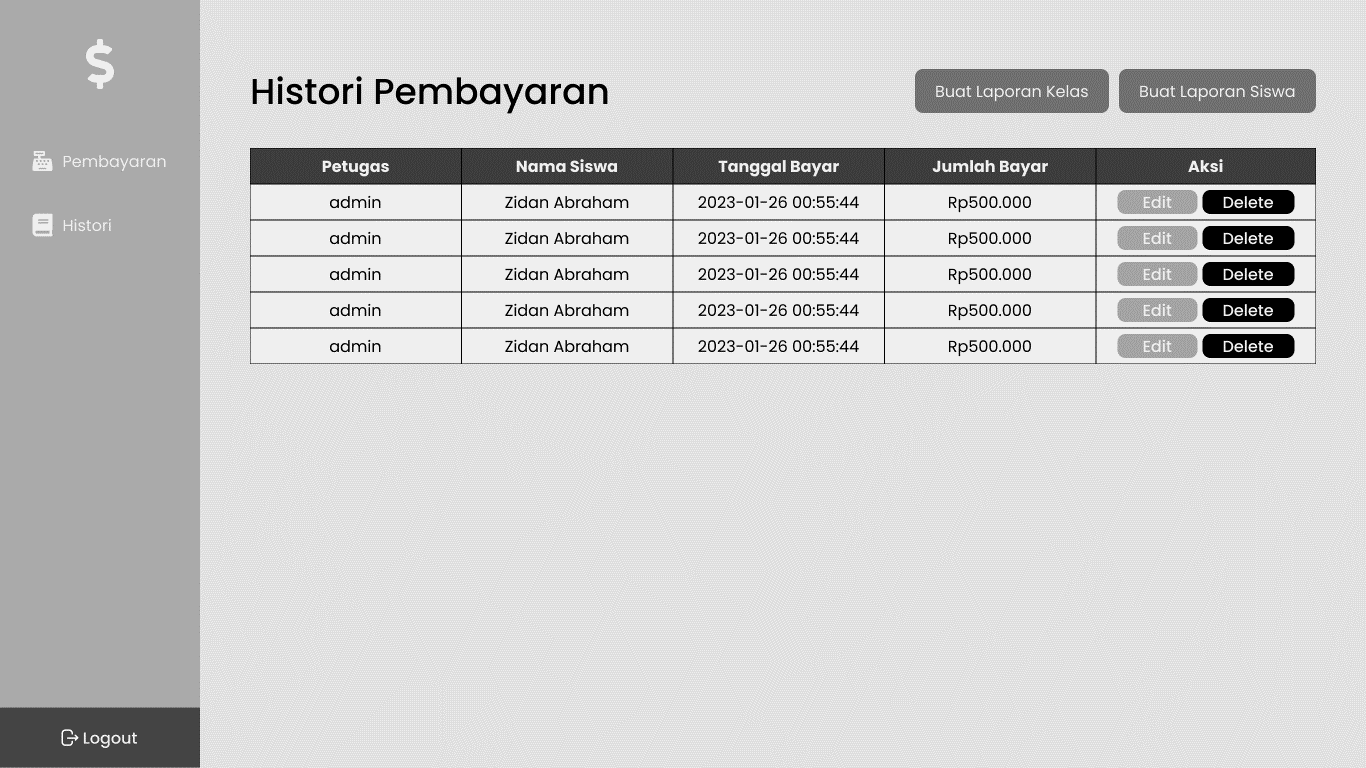 $
Pembayaran
Histori
Logout
Histori Pembayaran
Buat Laporan Kelas Buat Laporan Siswa
Petugas Nama Siswa Tanggal Bayar Jumlah Bayar Aksi
admin Zidan Abraham 2023-01-26 00:55:44 Rp500.000 Edit Delete
admin Zidan Abraham 2023-01-26 00:55:44 Rp500.000 Edit Delete
admin Zidan Abraham 2023-01-26 00:55:44 Rp500.000 Edit Delete
admin Zidan Abraham 2023-01-26 00:55:44 Rp500.000 Edit Delete
admin Zidan Abraham 2023-01-26 00:55:44 Rp500.000 Edit Delete